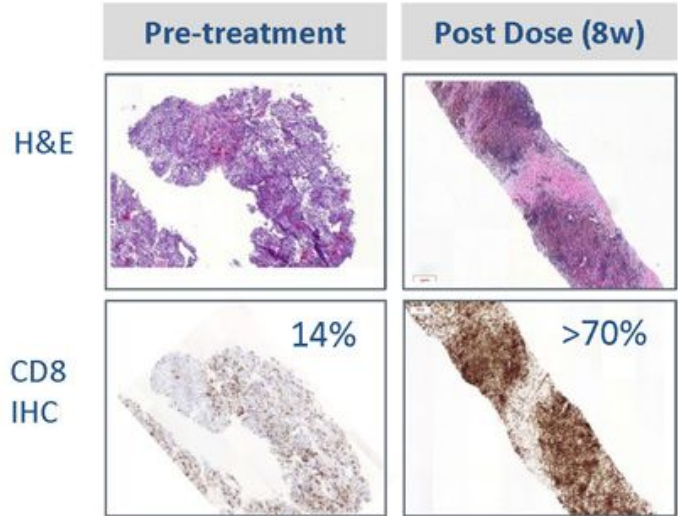 Pre-treatment
Post Dose (8w)
H&E
CD8
IHC
14%
>70%